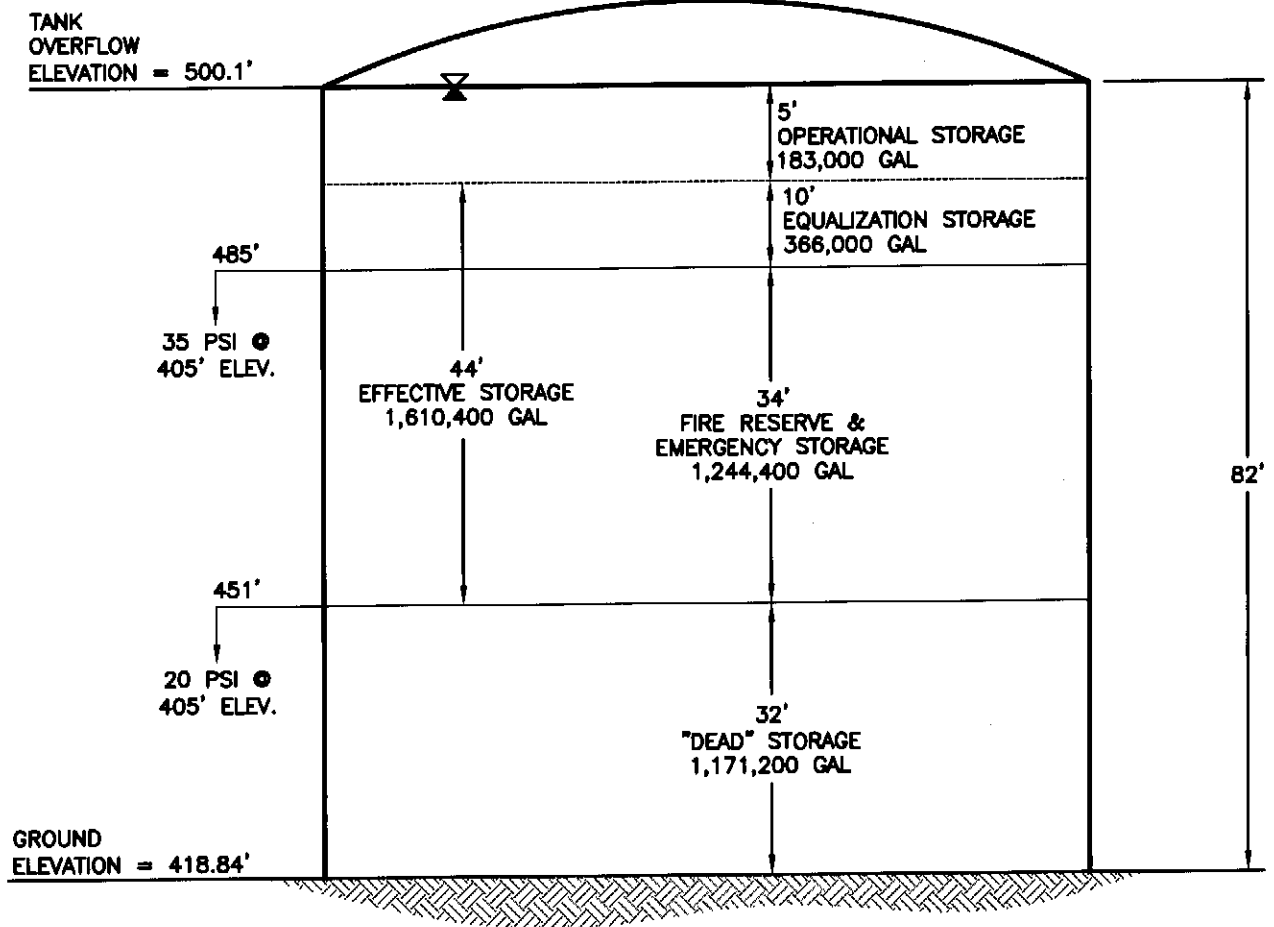 TANK
OVERFLOW
ELEVATION = 500.1'
5'
OPERATIONAL STORAGE
183,000 GAL
10'
EQUALIZATION STORAGE
366,000 GAL
485'
35 PSI @
405' ELEV.
44'
EFFECTIVE STORAGE
1,610,400 GAL
34'
FIRE RESERVE &
EMERGENCY STORAGE
1,244,400 GAL
82'
451'
20 PSI @
405' ELEV.
32'
"DEAD" STORAGE
1,171,200 GAL
GROUND
ELEVATION = 418.84'